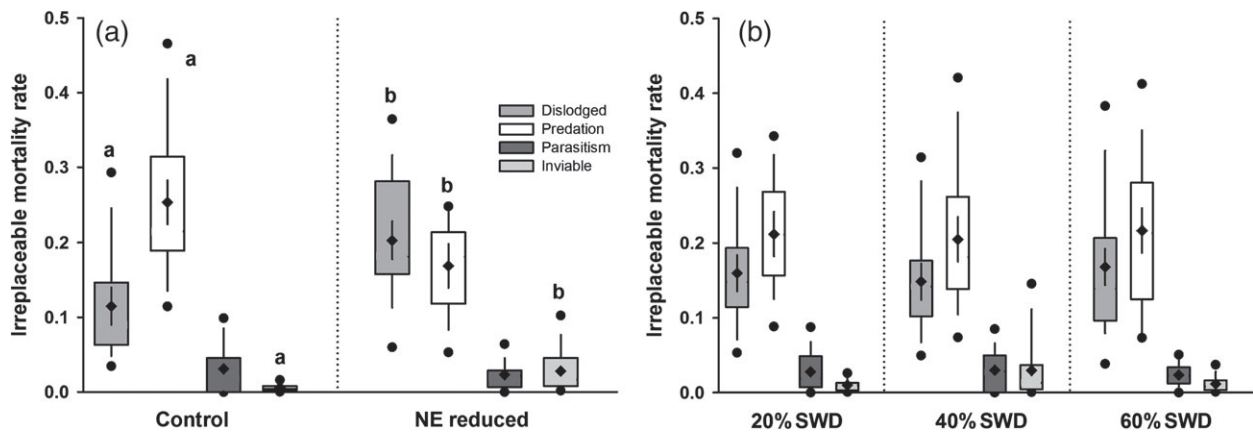 (a)
Irreplaceable mortality rate
0.5
0.4
0.3
0.2
0.1
0.0
a
a
a
b
b
b
Dislodged
Predation
Parasitism
Inviable
Control
NE reduced
(b)
Irreplaceable mortality rate
0.5
0.4
0.3
0.2
0.1
0.0
20% SWD
40% SWD
60% SWD